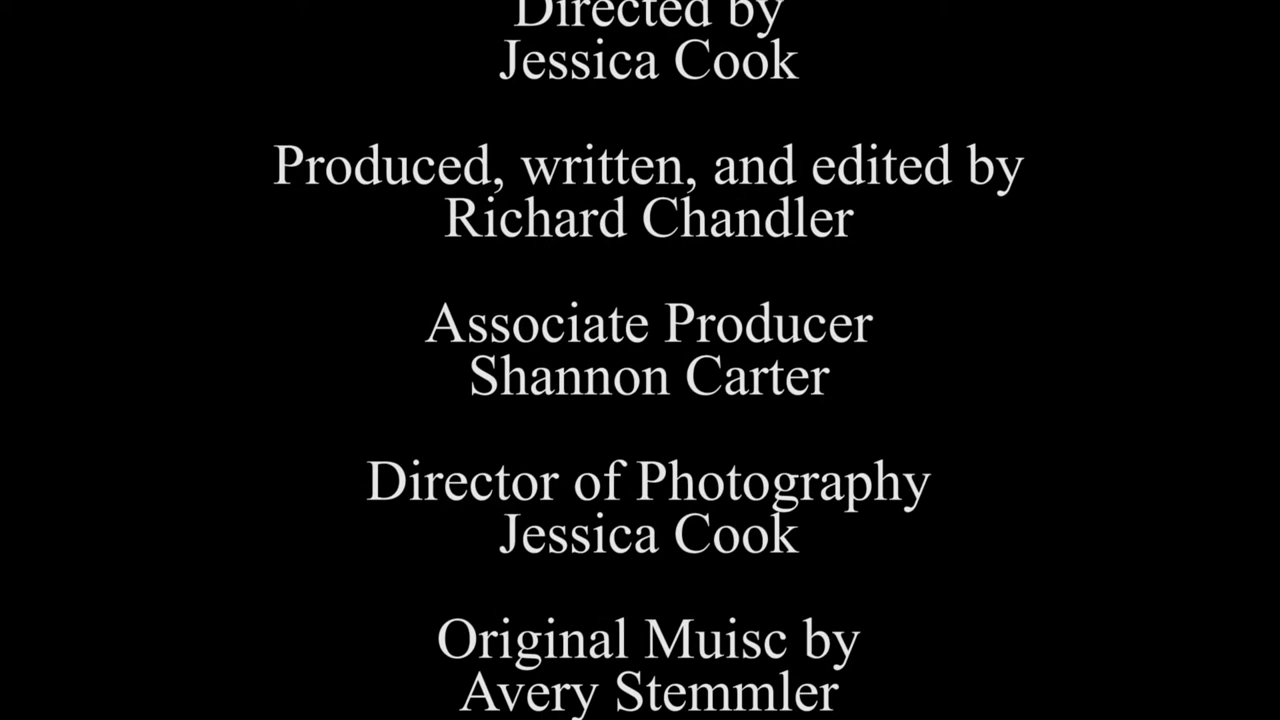 Directed by
Jessica Cook
Produced, written, and edited by
Richard Chandler
Associate Producer
Shannon Carter
Director of Photography
Jessica Cook
Original Muisc by
Avery Stemmler